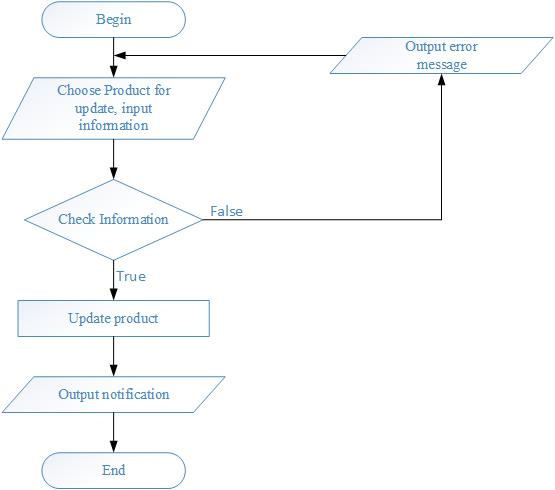 Begin
Output error
message
Choose Product for
update, input
information
Check Information
False
True
Update product
Output notification
End